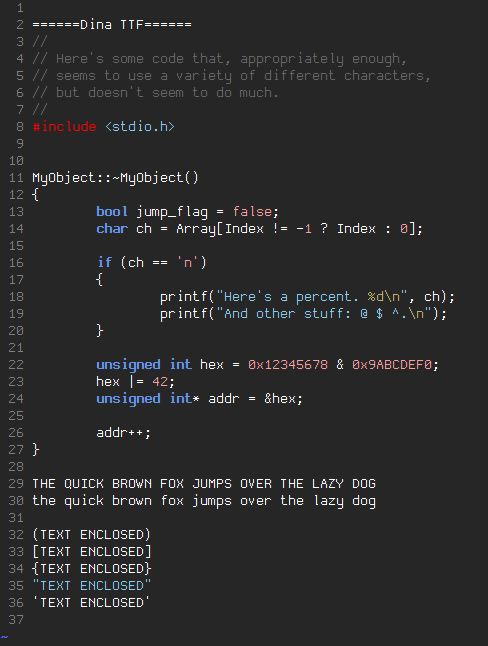 1
2 ======Dina TTF======
3 //
4 // Here's some code that, appropriately enough,
5 // seems to use a variety of different characters,
6 // but doesn't seem to do much.
7 //
8 #include <stdio.h>
9
10
11 MyObject::~MyObject()
12 {
13         bool jump_flag = false;
14         char ch = Array[Index != -1 ? Index : 0];
15
16         if (ch == 'n')
17         {
18                 printf("Here's a percent. %d\n", ch);
19                 printf("And other stuff: @ $ ^.\n");
20         }
21
22         unsigned int hex = 0x12345678 & 0x9ABCDEF0;
23         hex |= 42;
24         unsigned int* addr = &hex;
25
26         addr++;
27 }
28
29 THE QUICK BROWN FOX JUMPS OVER THE LAZY DOG
30 the quick brown fox jumps over the lazy dog
31
32 (TEXT ENCLOSED)
33 [TEXT ENCLOSED]
34 {TEXT ENCLOSED}
35 "TEXT ENCLOSED"
36 'TEXT ENCLOSED'
37
~